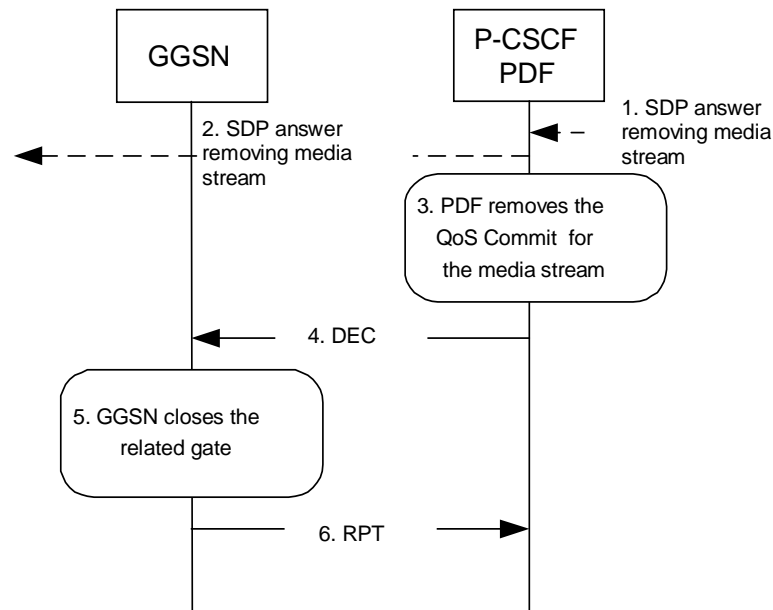 GGSN
P-CSCF
PDF
1. SDP answer
removing media
stream
2. SDP answer
removing media
stream
3. PDF removes the
QoS Commit for
the media stream
4. DEC
5. GGSN closes the
related gate
6. RPT